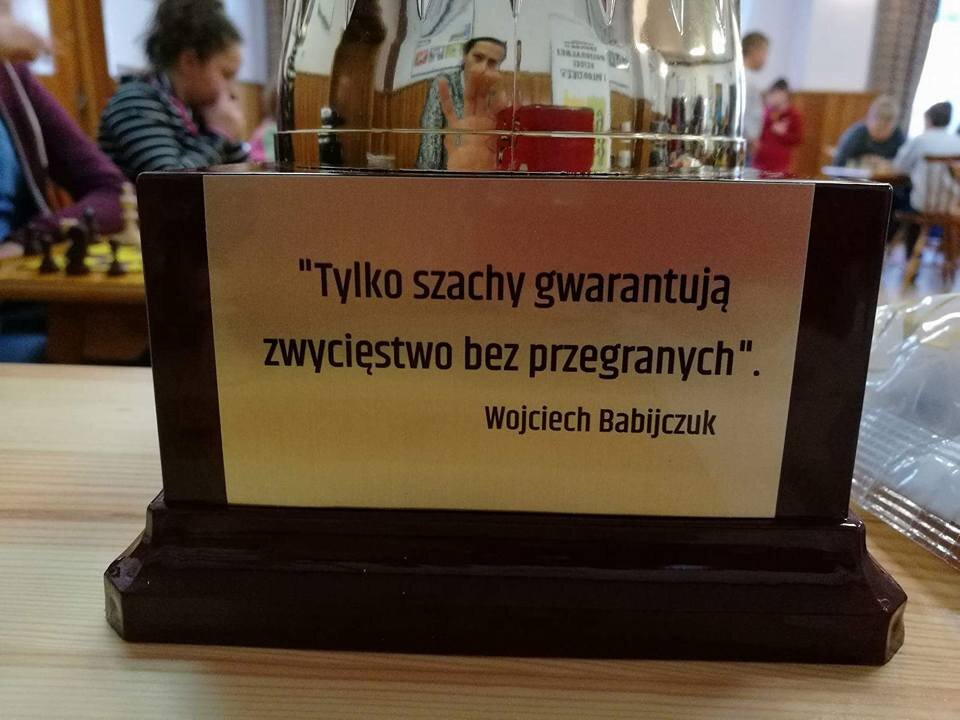 "Tylko szachy gwarantują
zwycięstwo bez przegranych".
Wojciech Babijczuk